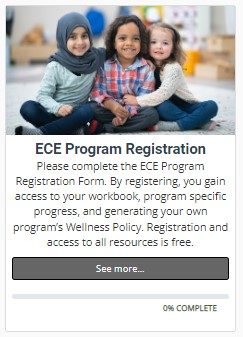 ECE Program Registration
Please complete the ECE Program
Registration Form. By registering, you gain
access to your workbook, program specific
progress, and generating your own
program's Wellness Policy. Registration and
access to all resources is free.
See more...
0% COMPLETE